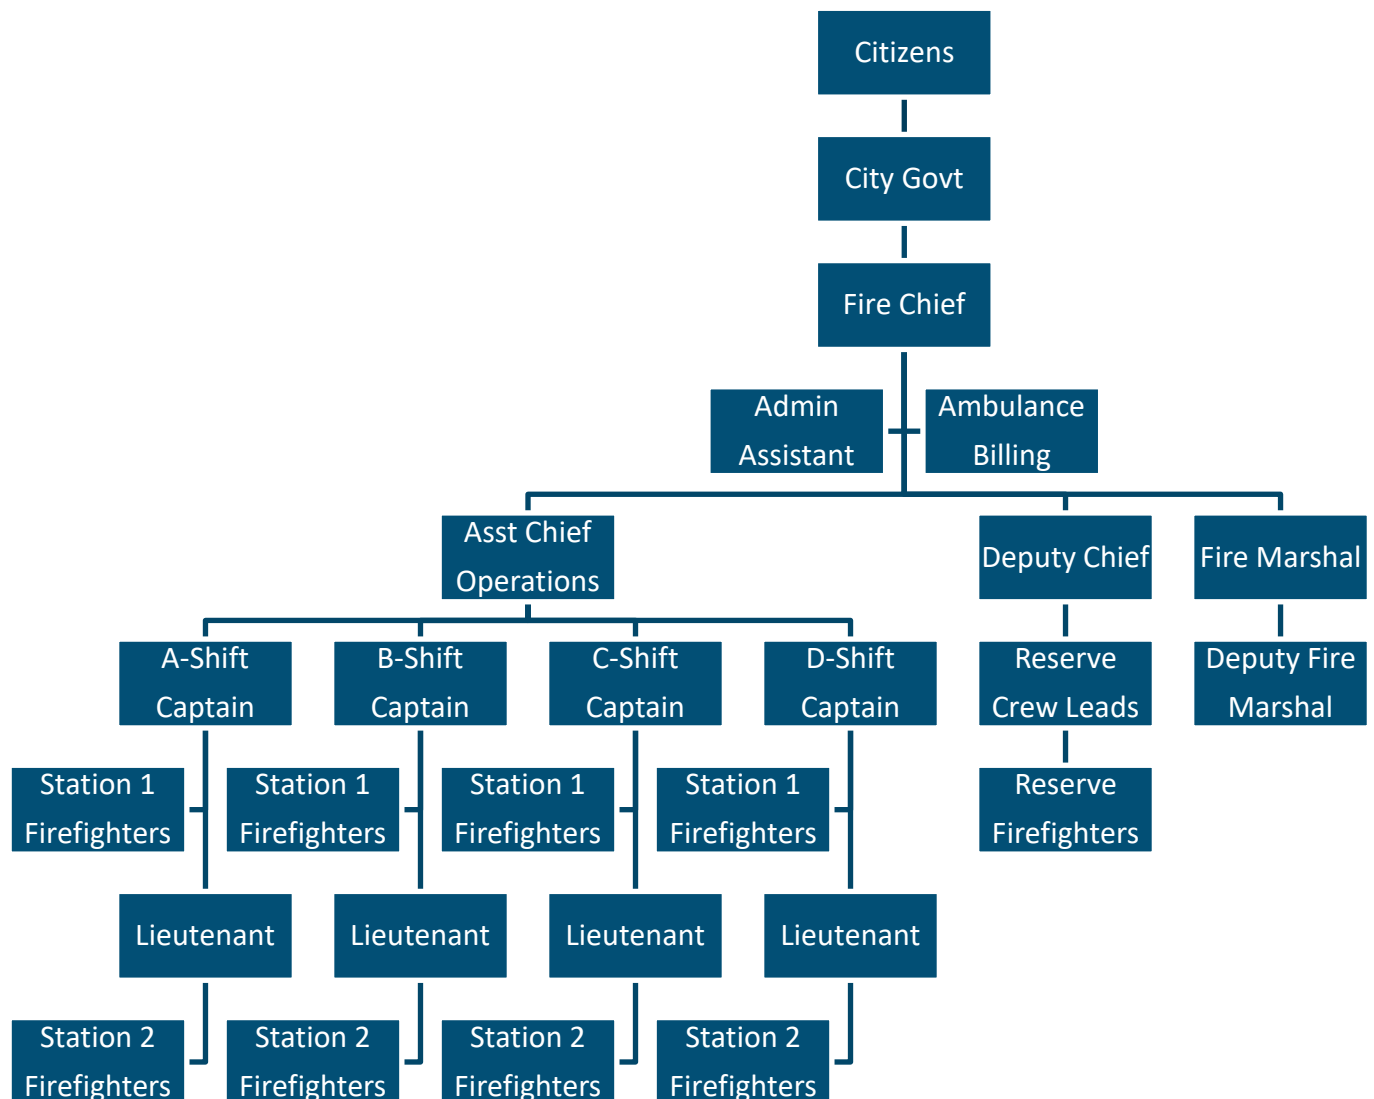 Citizens
City Govt
Fire Chief
Admin
Assistant
Ambulance
Billing
Asst Chief
Operations
Deputy Chief
Fire Marshal
A-Shift
Captain
B-Shift
Captain
C-Shift
Captain
D-Shift
Captain
Reserve
Crew Leads
Deputy Fire
Marshal
Station 1
Firefighters
Station 1
Firefighters
Station 1
Firefighters
Station 1
Firefighters
Reserve
Firefighters
Lieutenant
Lieutenant
Lieutenant
Lieutenant
Station 2
Firefighters
Station 2
Firefighters
Station 2
Firefighters
Station 2
Firefighters